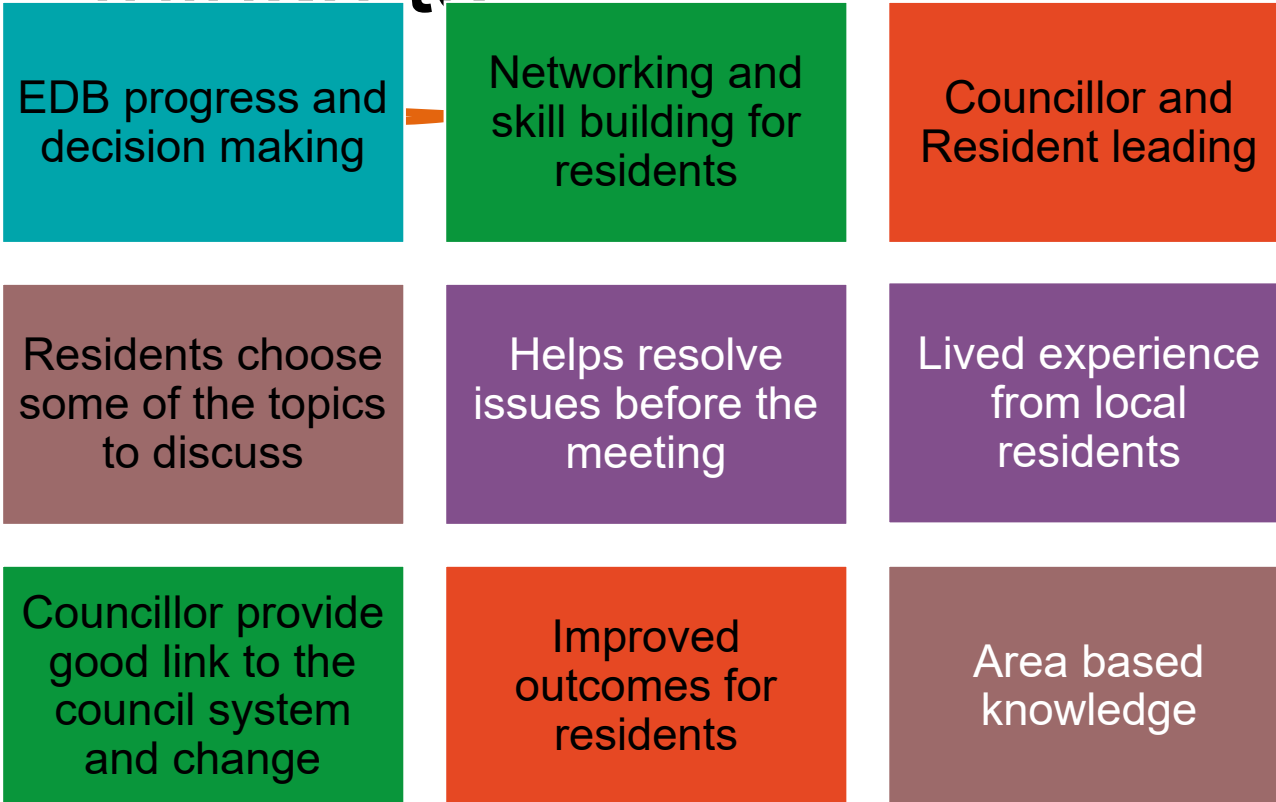 EDB progress and
decision making
Networking and
skill building for
residents
Councillor and
Resident leading
Residents choose
some of the topics
to discuss
Helps resolve
issues before the
meeting
Lived experience
from local
residents
Councillor provide
good link to the
council system
and change
Improved
outcomes for
residents
Area based
knowledge